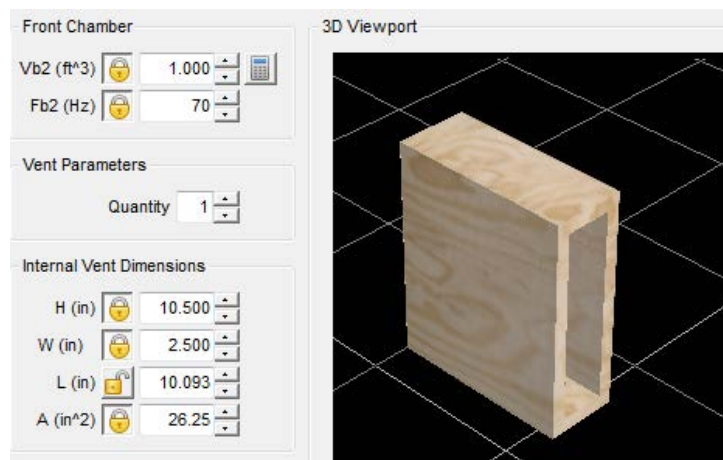 Front Chamber
Vb2 (ft^3) 1.000
Fb2 (Hz) 70
Vent Parameters
Quantity 1
Internal Vent Dimensions
H (in) 10.500
W (in) 2.500
L (in) 10.093
A (in^2) 26.25
3D Viewport